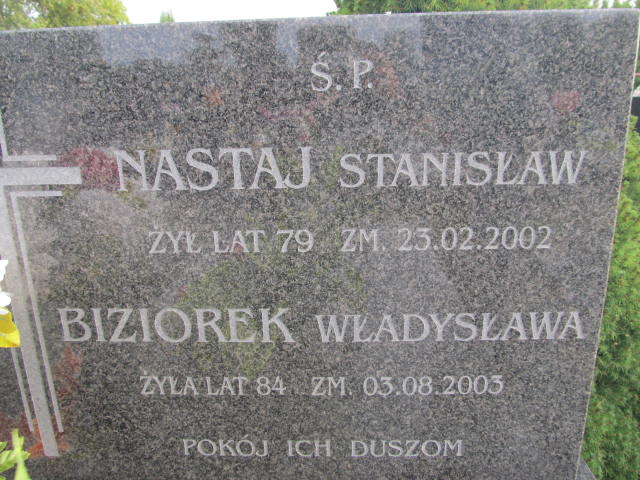 Ś.P.
NASTAJ STANISŁAW
ŻYŁ LAT 79 ZM. 23.02.2002
BIZIOREK WŁADYSŁAWA
ŻYŁA LAT 84 ZM. 03.08.2003
POKÓJ ICH DUSZOM